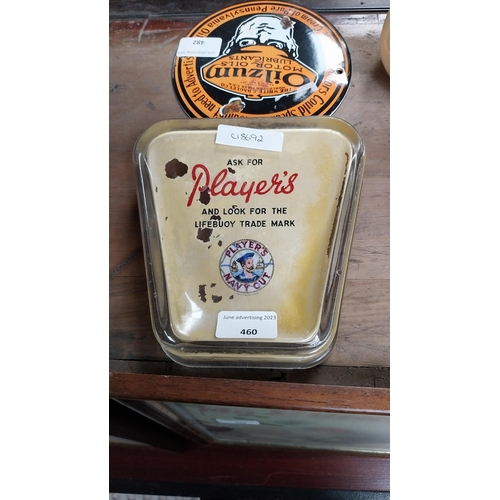 482
Oilzum
MOTOR OILS
LUBRICANTS
C18692
ASK FOR
Player's
AND LOOK FOR THE
LIFEBUOY TRADE MARK
PLAYER'S
NAVY CUT
June advertising 2023
460